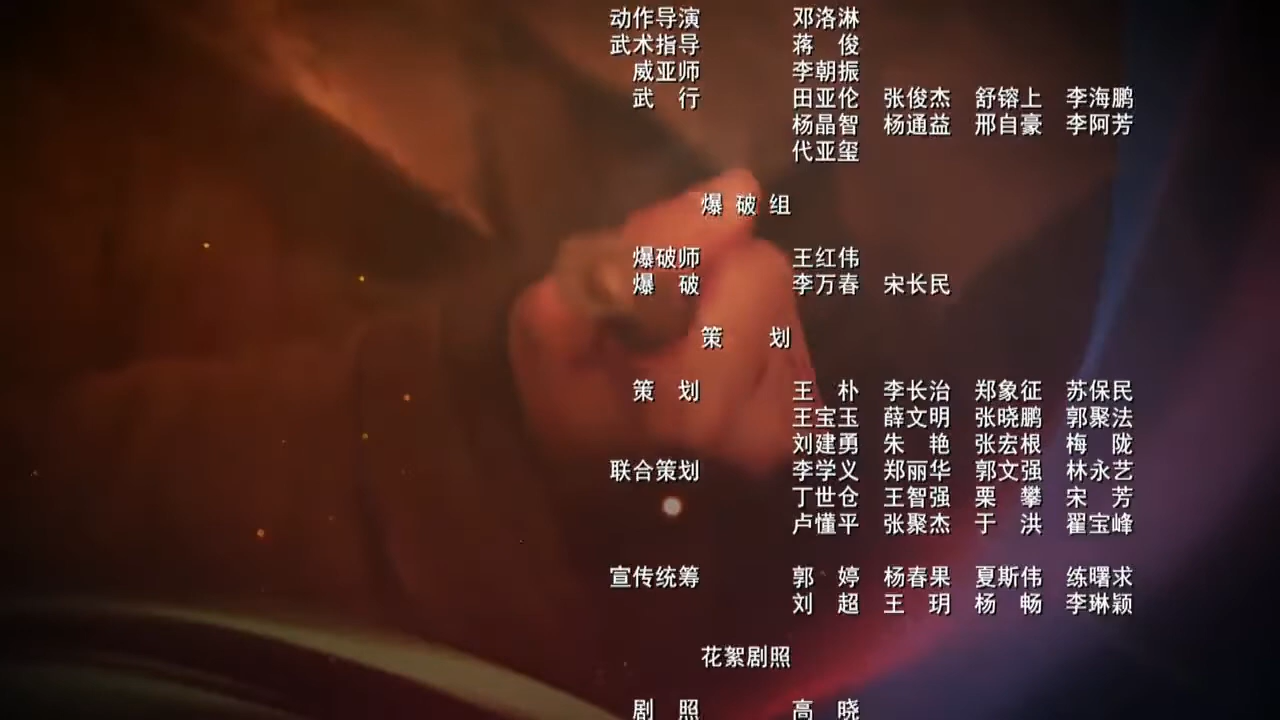 动作导演 邓洛淋
武术指导 蒋 俊
威亚师 李朝振
武 行 田亚伦 张俊杰 舒镕上 李海鹏
杨晶智 杨通益 邢自豪 李阿芳
代亚玺
爆破组
爆破师 王红伟
爆 破 李万春 宋长民
策 划
策 划 王 朴 李长治 郑象征 苏保民
王宝玉 薛文明 张晓鹏 郭聚法
刘建勇 朱 艳 张宏根 梅 陇
联合策划 李学义 郑丽华 郭文强 林永艺
丁世仓 王智强 栗 攀 宋 芳
卢懂平 张聚杰 于 洪 翟宝峰
宣传统筹 郭 婷 杨春果 夏斯伟 练曙求
刘 超 王 玥 杨 畅 李琳颖
花絮剧照
剧 照 高 晓